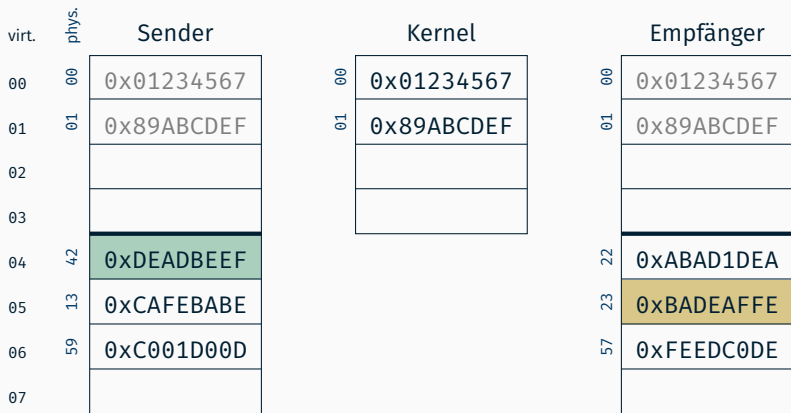 virt. phys. Sender Kernel Empfänger
00 00 0x01234567 00 0x01234567 00 0x01234567
01 01 0x89ABCDEF 01 0x89ABCDEF 01 0x89ABCDEF
02
03
04 42 0xDEADBEEF 22 0xABAD1DEA
05 13 0xCAFEBABE 23 0xBADEAFFE
06 59 0xC001D00D 57 0xFEEDC0DE
07